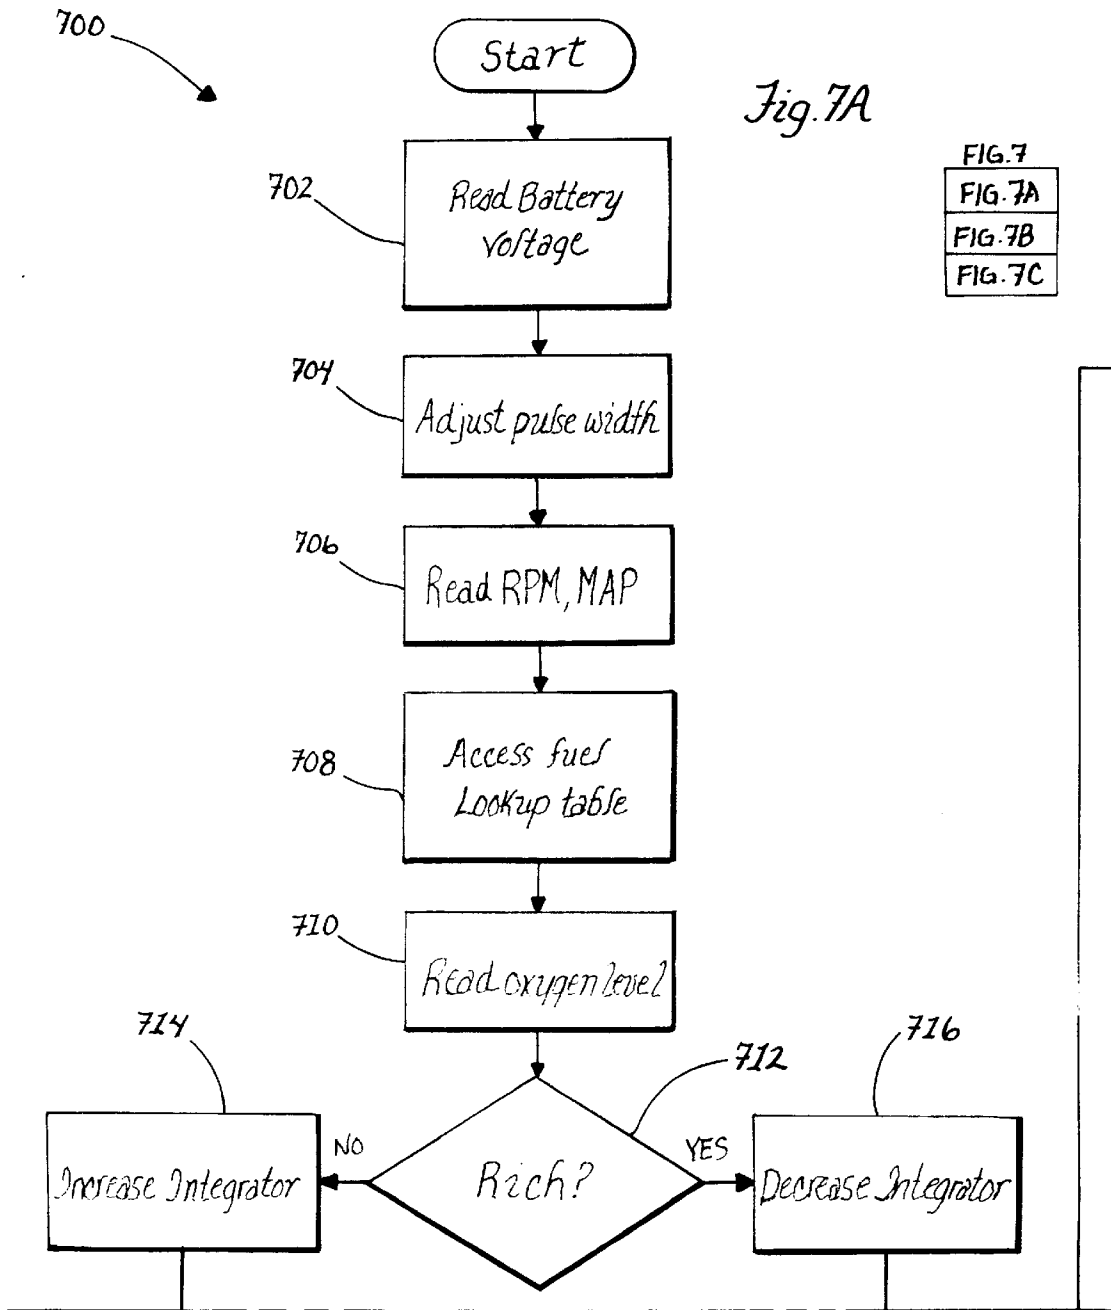 700
Start
Fig. 7A
FIG. 7
FIG. 7A
FIG. 7B
FIG. 7C
702
Read Battery
voltage
704
Adjust pulse width
706
Read RPM, MAP
708
Access fuel
Lookup table
710
Read oxygen level
712
714
716
NO
YES
Increase Integrator
Rich?
Decrease Integrator